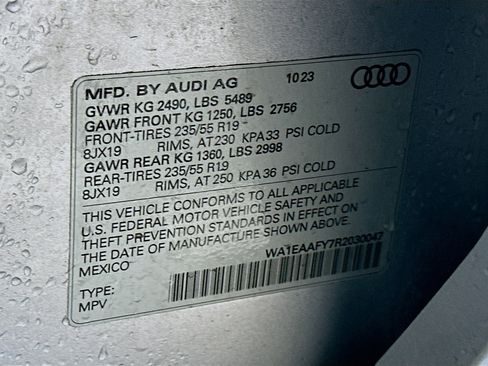 MFD. BY AUDI AG 10 23
GVWR KG 2490, LBS 5489
GAWR FRONT KG 1250, LBS 2756
FRONT-TIRES 235/55 R19
8JX19 RIMS, AT 230 KPA 33 PSI COLD
GAWR REAR KG 1360, LBS 2998
REAR-TIRES 235/55 R19
8JX19 RIMS, AT 250 KPA 36 PSI COLD
THIS VEHICLE CONFORMS TO ALL APPLICABLE
U.S. FEDERAL MOTOR VEHICLE SAFETY AND
THEFT PREVENTION STANDARDS IN EFFECT ON
THE DATE OF MANUFACTURE SHOWN ABOVE.
MEXICO
WA1EAAFY7R2030047
TYPE:
MPV